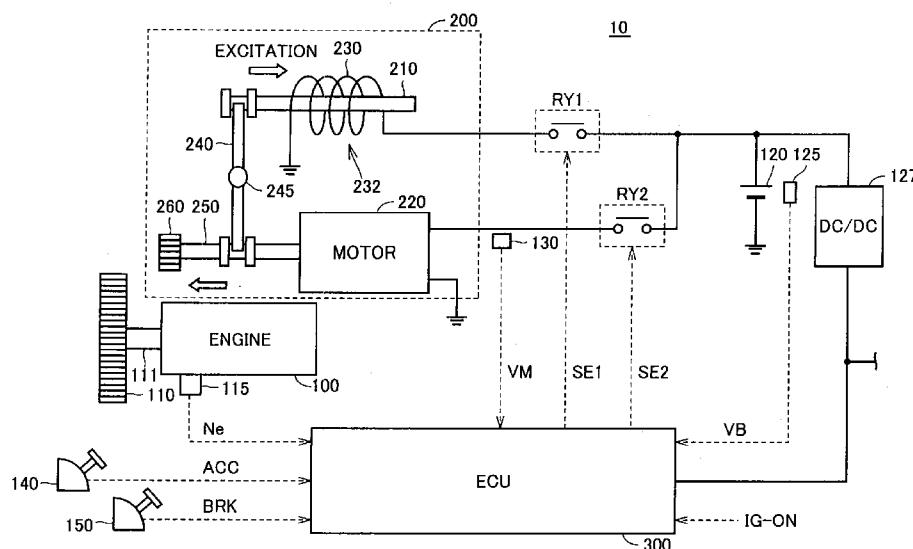 200
10
EXCITATION
230
210
RY1
240
232
120
125
127
245
RY2
260
250
220
MOTOR
DC/DC
130
ENGINE
111
115
100
110
VM
SE1
SE2
Ne
VB
ACC
140
ECU
BRK
150
IG-ON
300